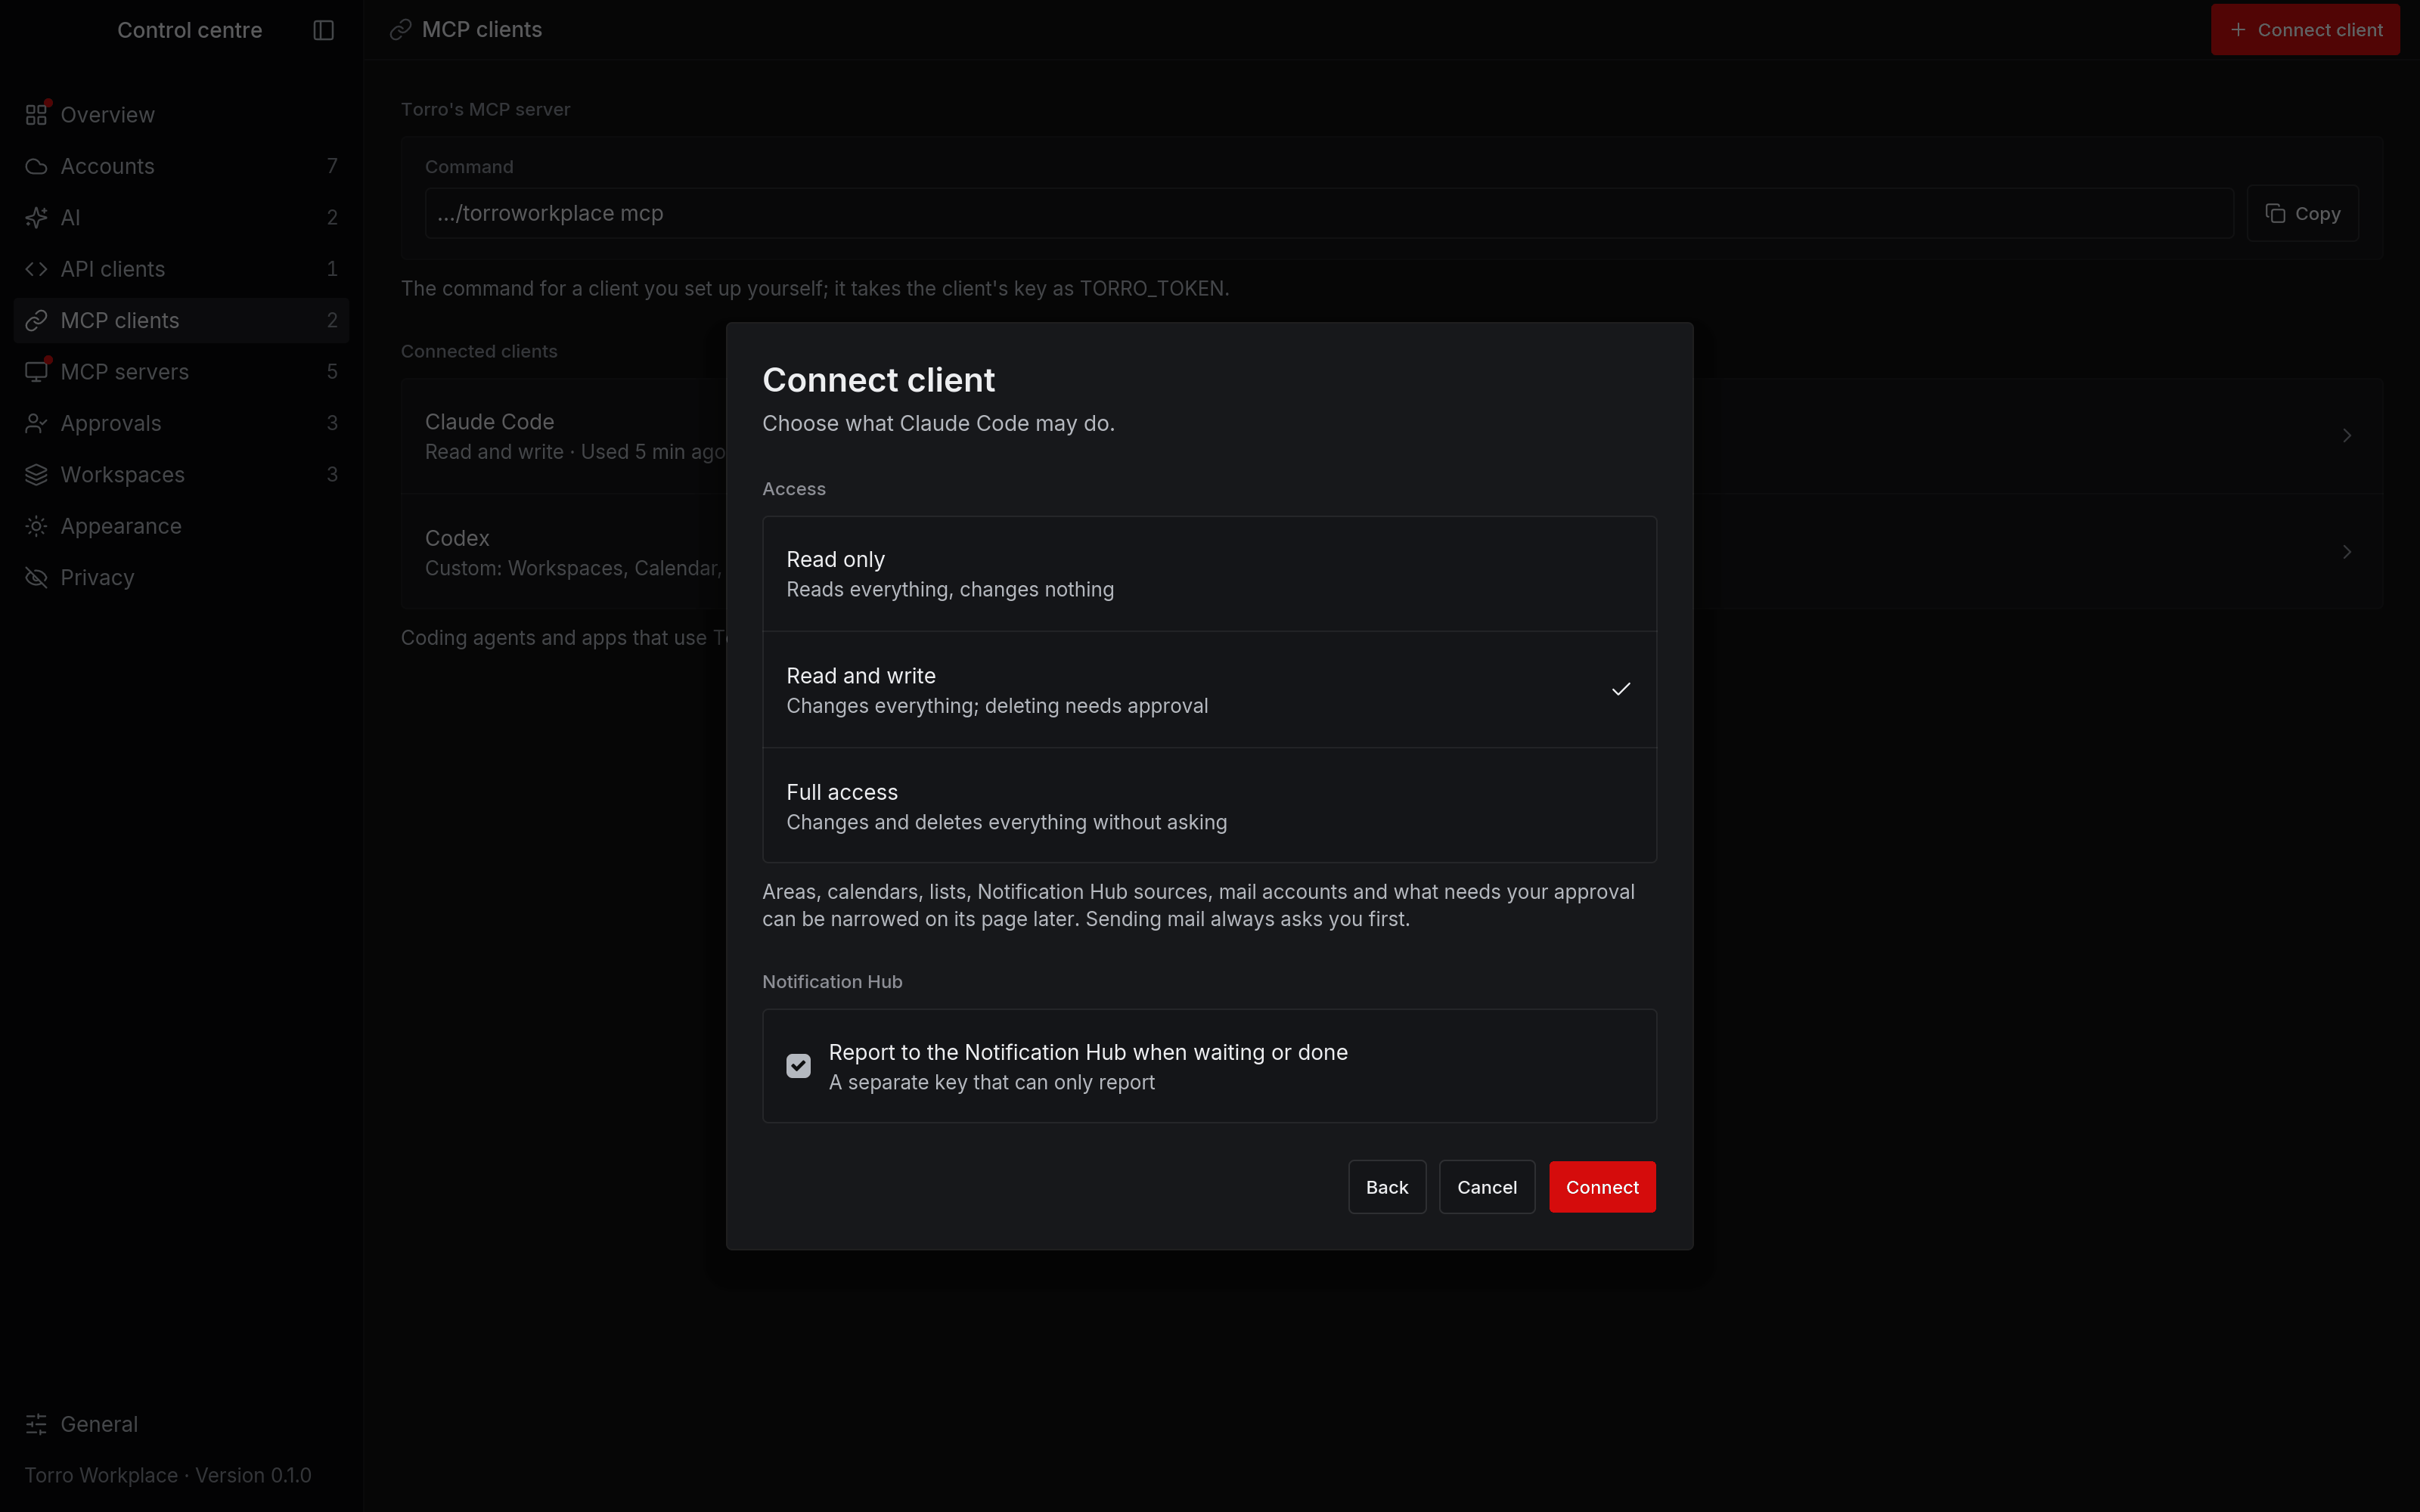 Control centre
MCP clients
Connect client
Overview
Accounts 7
AI 2
API clients 1
MCP clients 2
MCP servers 5
Approvals 3
Workspaces 3
Appearance
Privacy
General
Torro Workplace · Version 0.1.0
Torro's MCP server
Command
.../torroworkplace mcp
Copy
The command for a client you set up yourself; it takes the client's key as TORRO_TOKEN.
Connected clients
Claude Code
Read and write · Used 5 min ago
Codex
Custom: Workspaces, Calendar,
Coding agents and apps that use
Connect client
Choose what Claude Code may do.
Access
Read only
Reads everything, changes nothing
Read and write
Changes everything; deleting needs approval
Full access
Changes and deletes everything without asking
Areas, calendars, lists, Notification Hub sources, mail accounts and what needs your approval
can be narrowed on its page later. Sending mail always asks you first.
Notification Hub
Report to the Notification Hub when waiting or done
A separate key that can only report
Back
Cancel
Connect